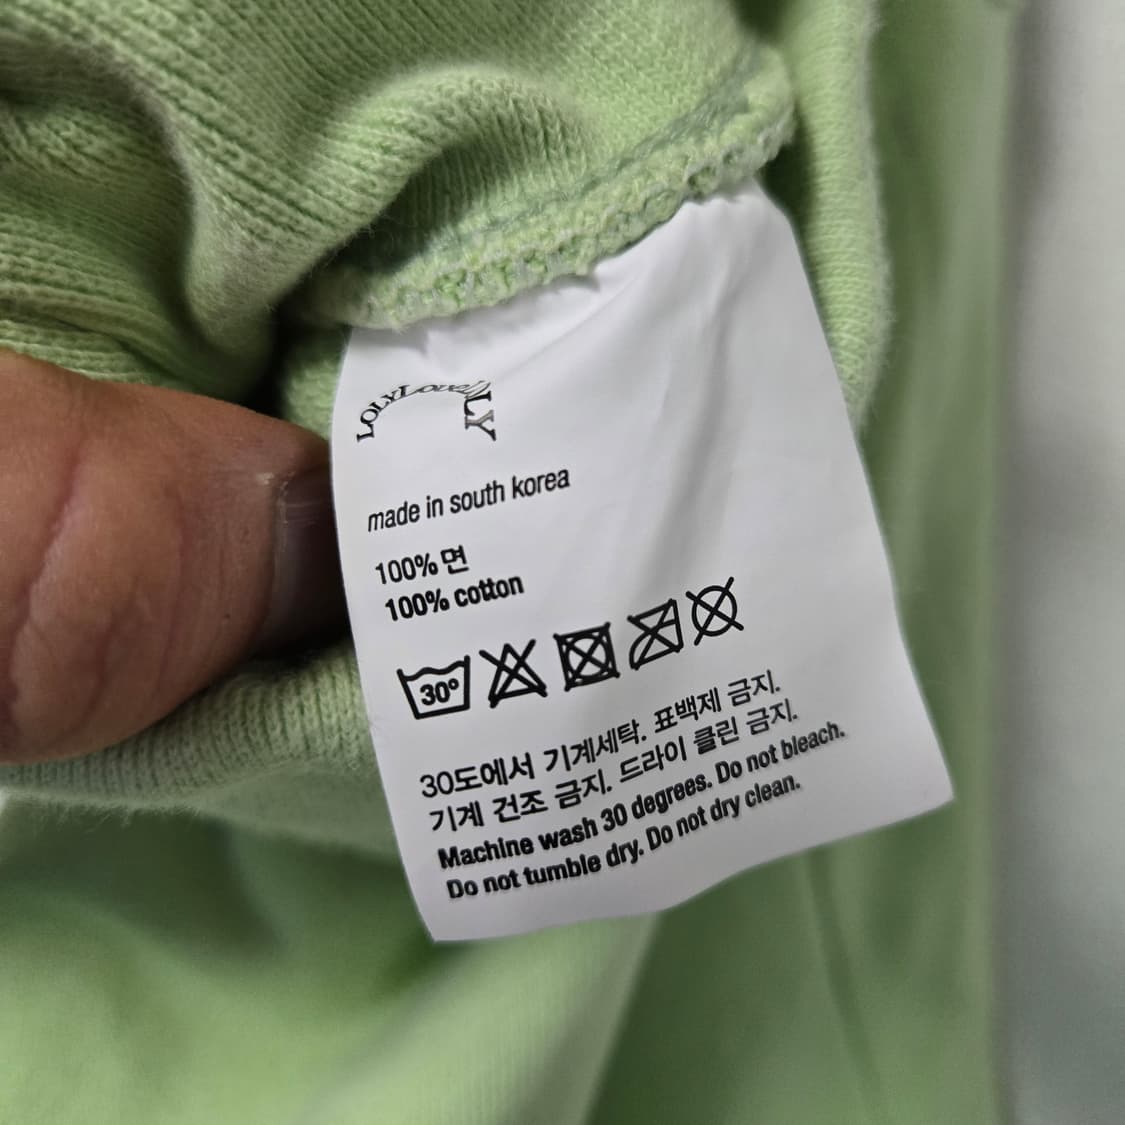 LOLYLovelyLY
made in south korea
100% 면
100% cotton
30°
30도에서 기계세탁. 표백제 금지.
기계 건조 금지. 드라이 클린 금지.
Machine wash 30 degrees. Do not bleach.
Do not tumble dry. Do not dry clean.